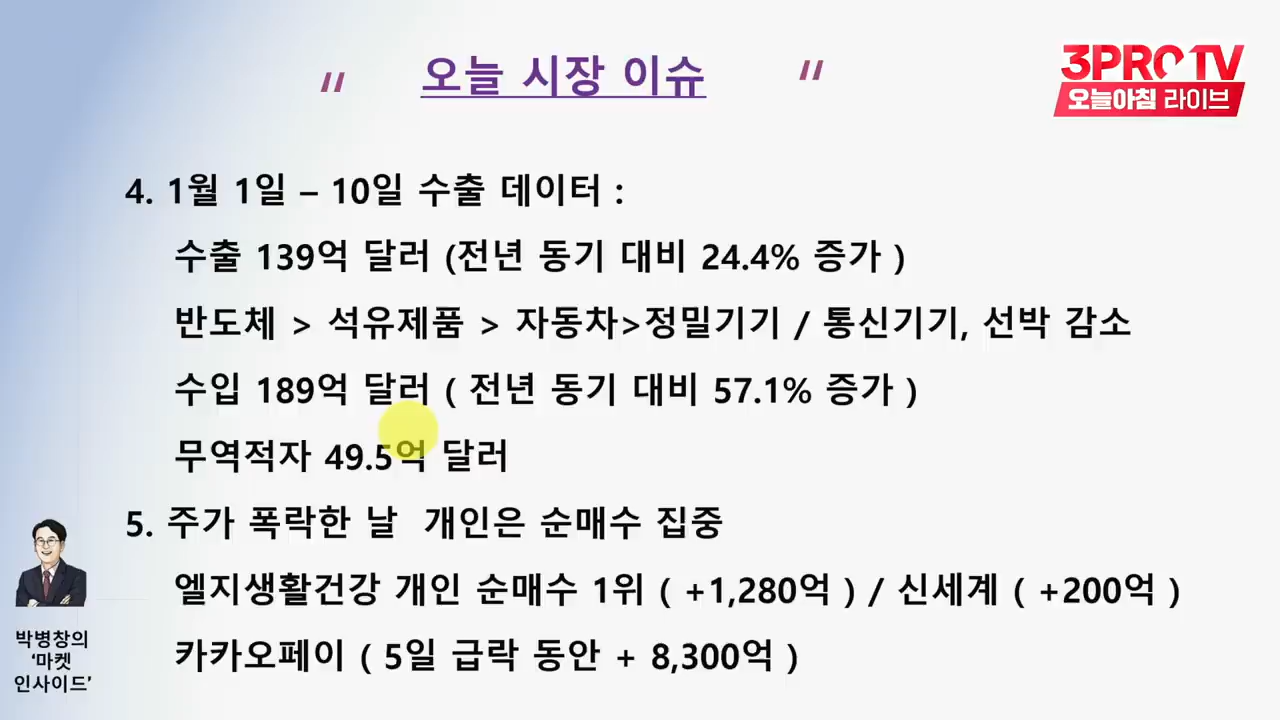 " 오늘 시장 이슈 "
3PROTV
오늘아침 라이브
4. 1월 1일 – 10일 수출 데이터 :
수출 139억 달러 (전년 동기 대비 24.4% 증가 )
반도체 > 석유제품 > 자동차>정밀기기 / 통신기기, 선박 감소
수입 189억 달러 ( 전년 동기 대비 57.1% 증가 )
무역적자 49.5억 달러
5. 주가 폭락한 날 개인은 순매수 집중
엘지생활건강 개인 순매수 1위 ( +1,280억 ) / 신세계 ( +200억 )
카카오페이 ( 5일 급락 동안 + 8,300억 )
박병창의
‘마켓
인사이드’